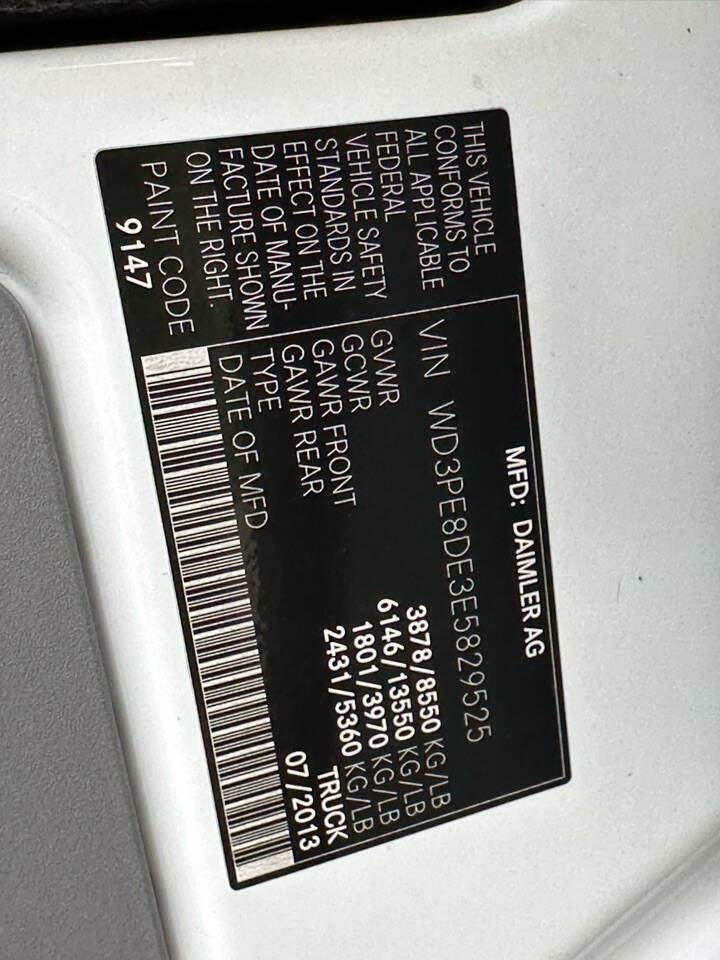 MFD: DAIMLER AG
THIS VEHICLE
CONFORMS TO
ALL APPLICABLE
FEDERAL
VEHICLE SAFETY
STANDARDS IN
EFFECT ON THE
DATE OF MANU-
FACTURE SHOWN
ON THE RIGHT.
PAINT CODE
9147
VIN WD3PE8DE3E5829525
GVWR 3878/8550 KG/LB
GCWR 6146/13550 KG/LB
GAWR FRONT 1801/3970 KG/LB
GAWR REAR 2431/5360 KG/LB
TYPE TRUCK
DATE OF MFD 07/2013